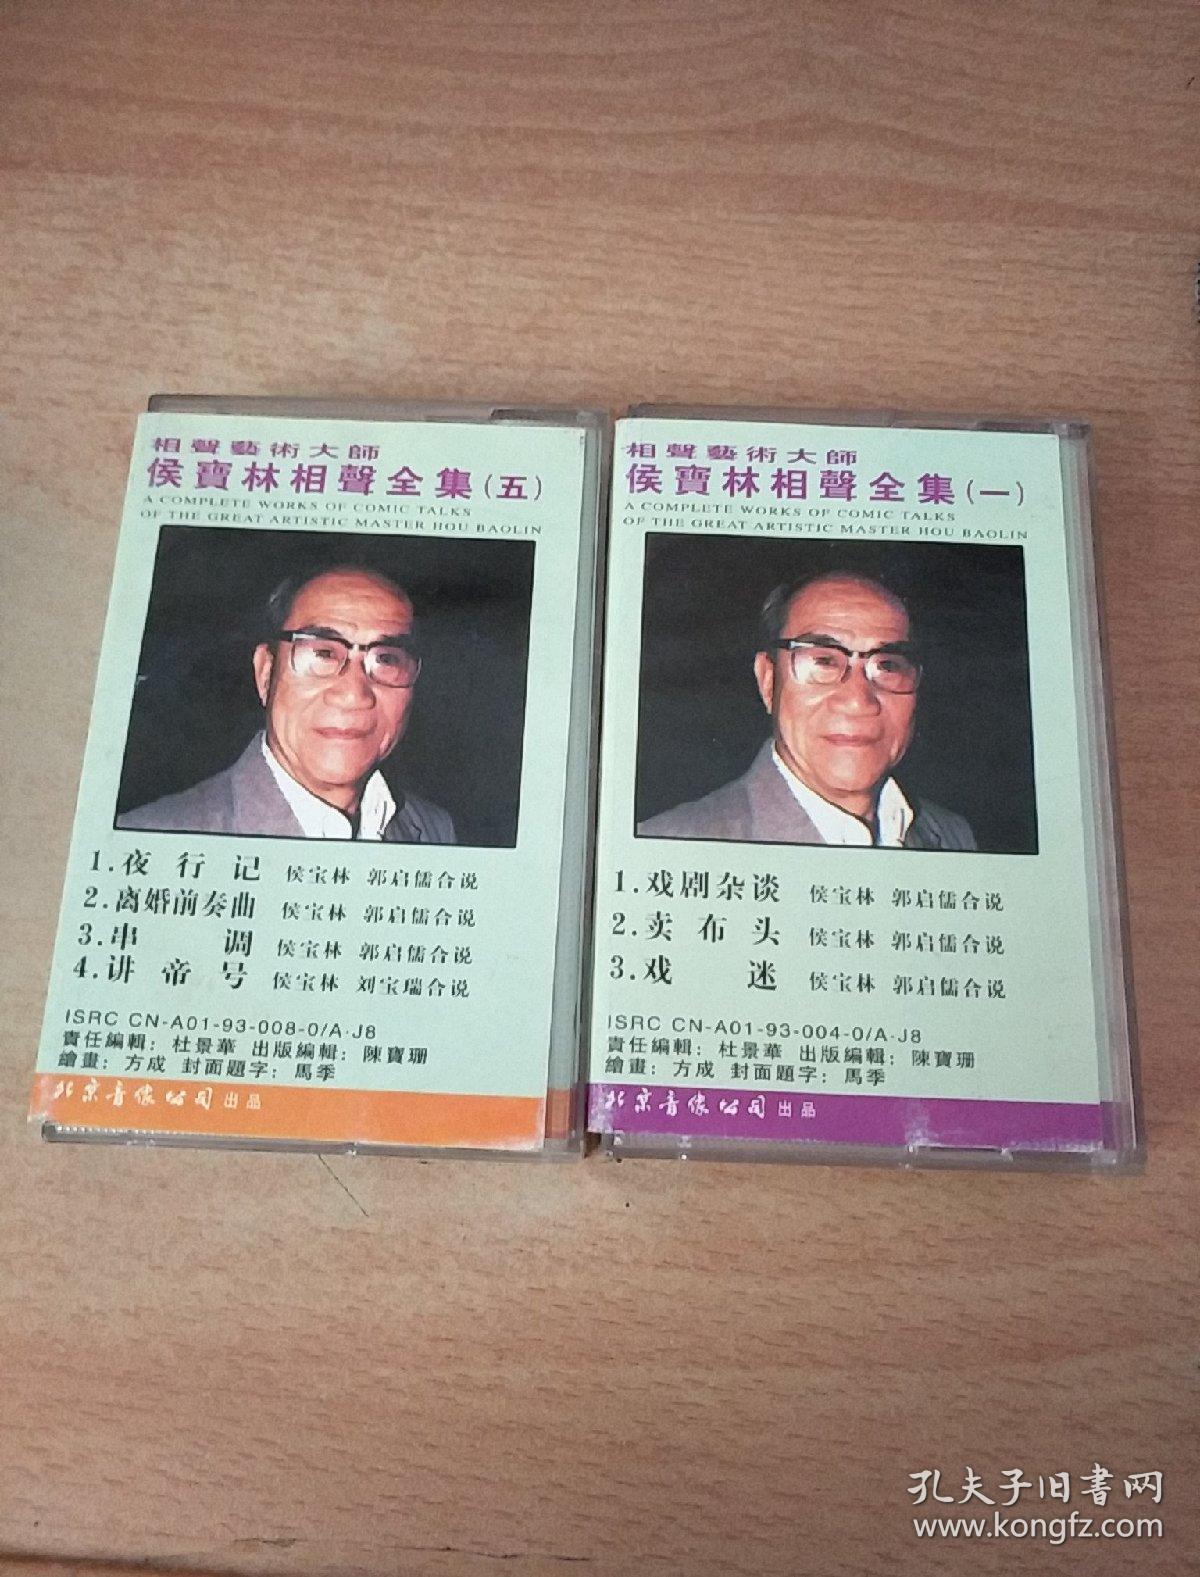 相聲藝術大師
侯寶林相聲全集(五)
A COMPLETE WORKS OF COMIC TALKS
OF THE GREAT ARTISTIC MASTER HOU BAOLIN
1.夜行记 侯宝林 郭启儒合说
2.离婚前奏曲 侯宝林 郭启儒合说
3.串调 侯宝林 郭启儒合说
4.讲帝号 侯宝林 刘宝瑞合说
ISRC CN-A01-93-008-0/A·J8
責任編輯：杜景華 出版編輯：陳寶珊
繪畫：方成 封面題字：馬季
北京音像公司出品
相聲藝術大師
侯寶林相聲全集(一)
A COMPLETE WORKS OF COMIC TALKS
OF THE GREAT ARTISTIC MASTER HOU BAOLIN
1.戏剧杂谈 侯宝林 郭启儒合说
2.卖布头 侯宝林 郭启儒合说
3.戏迷 侯宝林 郭启儒合说
ISRC CN-A01-93-004-0/A·J8
責任編輯：杜景華 出版編輯：陳寶珊
繪畫：方成 封面題字：馬季
北京音像公司出品
孔夫子旧书网
www.kongfz.com